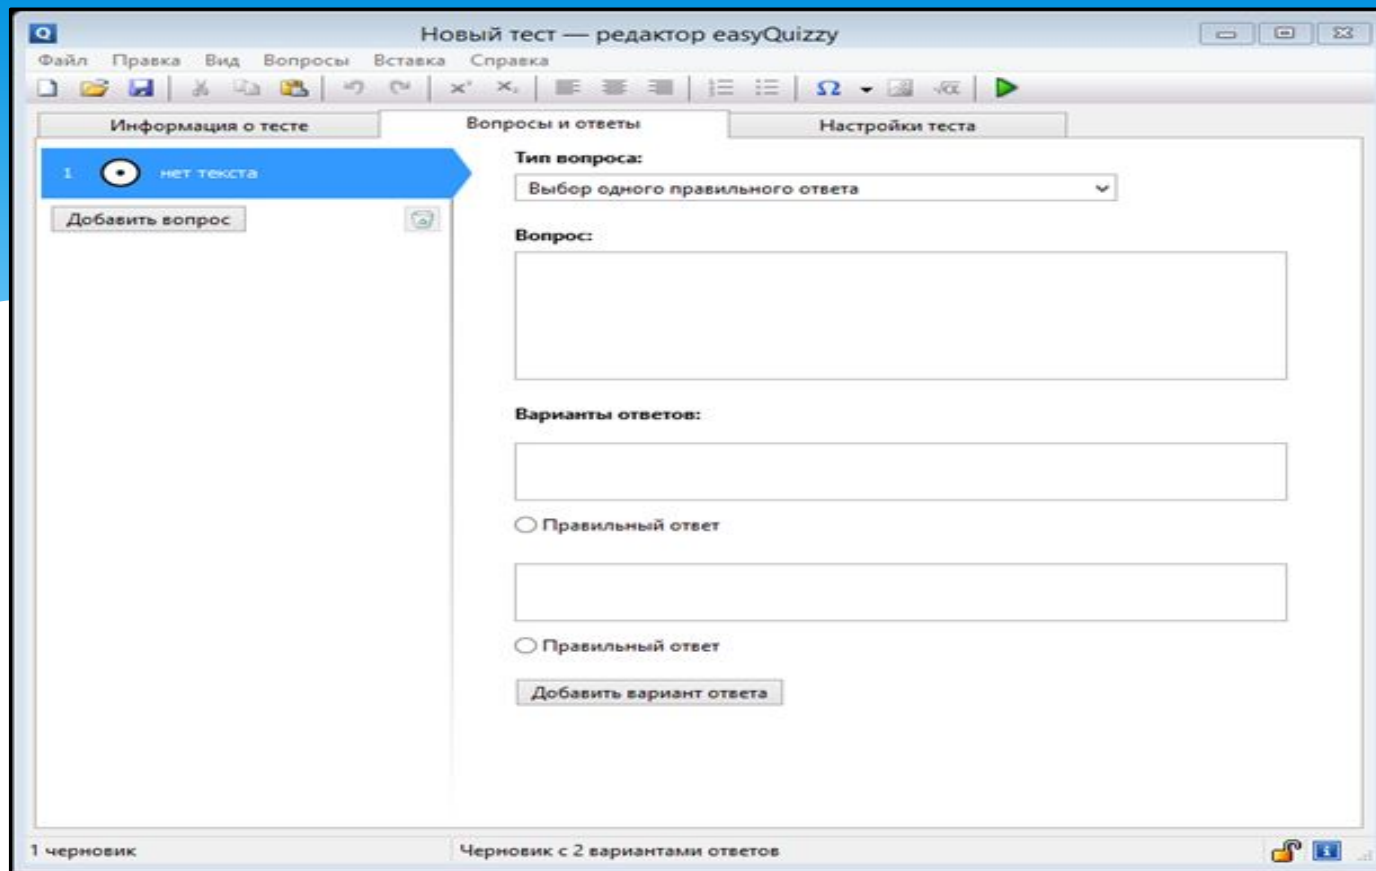 Q Новый тест — редактор easyQuizzy
Файл Правка Вид Вопросы Вставка Справка
Информация о тесте Вопросы и ответы Настройки теста
1 нет текста
Добавить вопрос
Тип вопроса:
Выбор одного правильного ответа
Вопрос:
Варианты ответов:
Правильный ответ
Правильный ответ
Добавить вариант ответа
1 черновик Черновик с 2 вариантами ответов